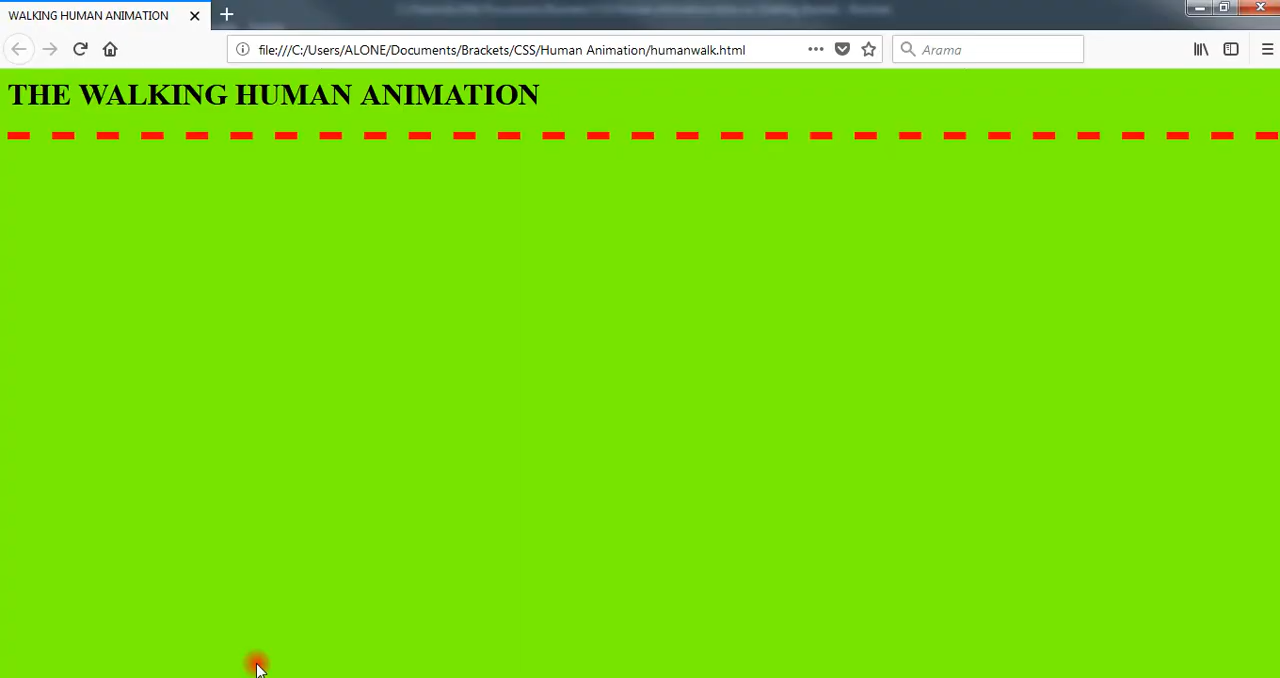 WALKING HUMAN ANIMATION
file:///C:/Users/ALONE/Documents/Brackets/CSS/Human Animation/humanwalk.html
Arama
THE WALKING HUMAN ANIMATION